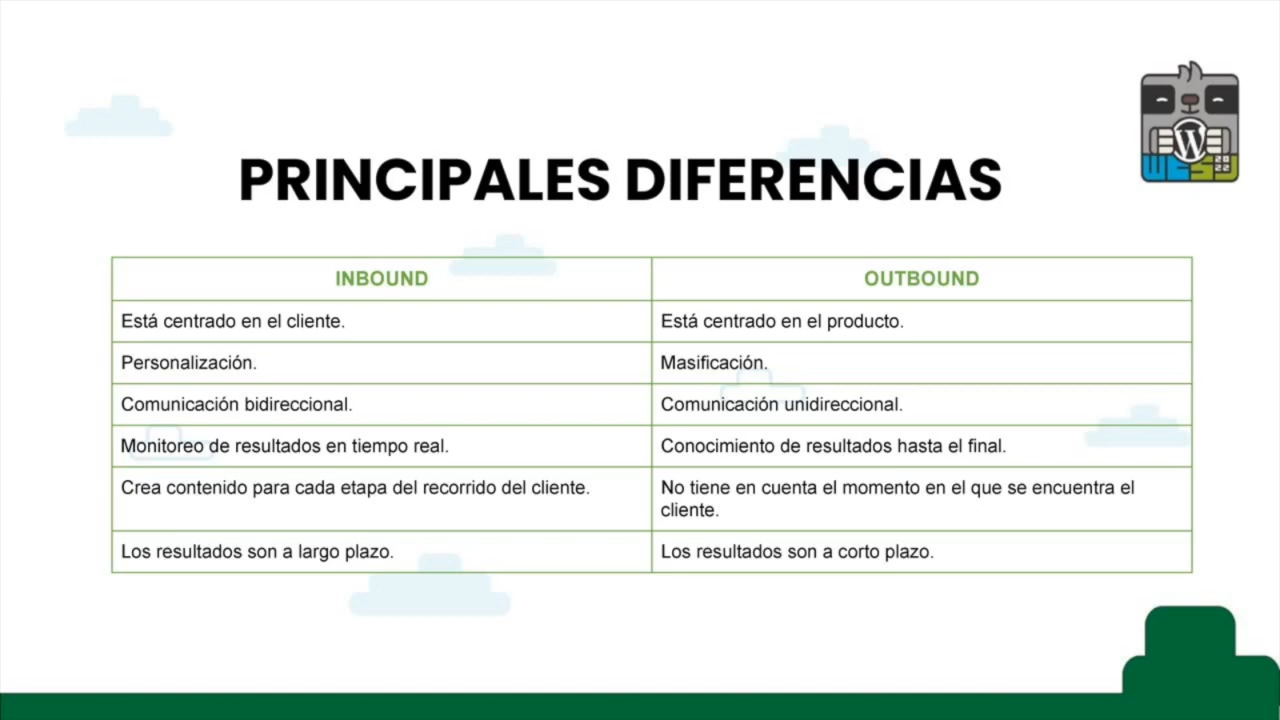 PRINCIPALES DIFERENCIAS
INBOUND
OUTBOUND
Está centrado en el cliente.
Está centrado en el producto.
Personalización.
Masificación.
Comunicación bidireccional.
Comunicación unidireccional.
Monitoreo de resultados en tiempo real.
Conocimiento de resultados hasta el final.
Crea contenido para cada etapa del recorrido del cliente.
No tiene en cuenta el momento en el que se encuentra el
cliente.
Los resultados son a largo plazo.
Los resultados son a corto plazo.